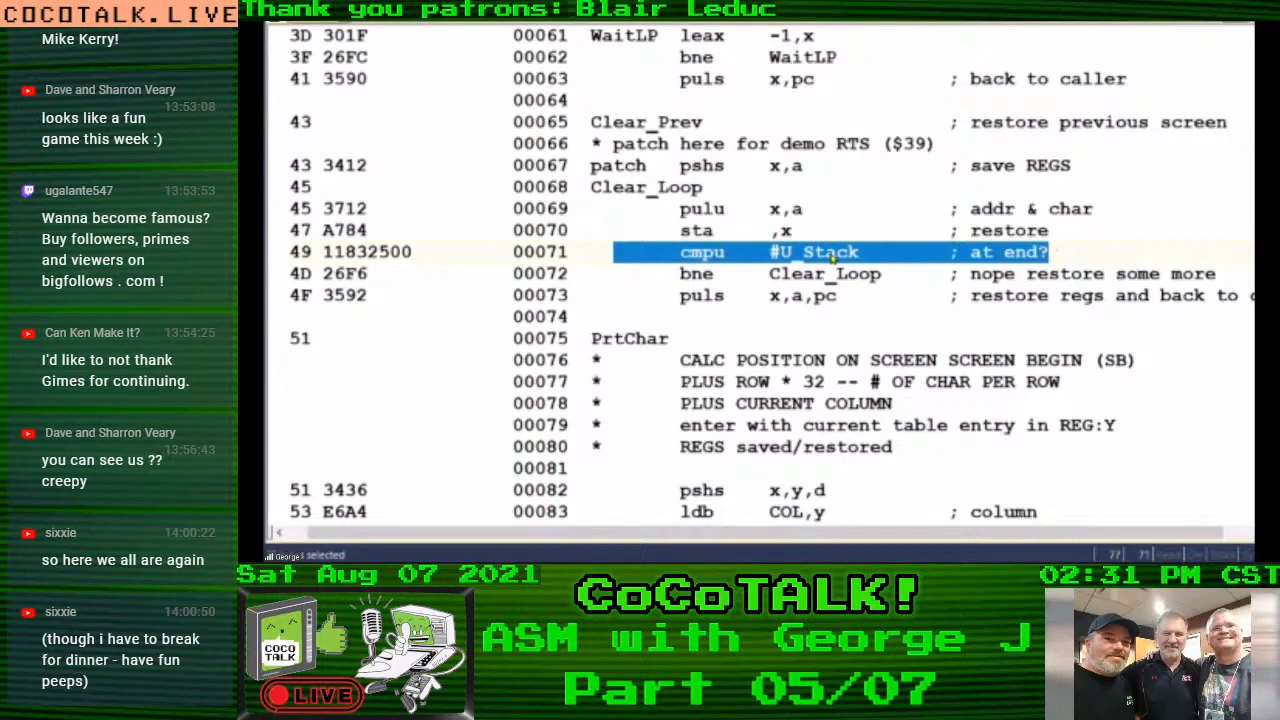 COCOTALK.LIVE
Thank you patrons: Blair Leduc
Mike Kerry!
Dave and Sharron Veary
13:53:08
looks like a fun
game this week :)
ugalante547 13:53:53
Wanna become famous?
Buy followers, primes
and viewers on
bigfollows . com !
Can Ken Make It? 13:54:25
I'd like to not thank
Gimes for continuing.
Dave and Sharron Veary
13:56:43
you can see us ??
creepy
sixxie 14:00:22
so here we all are again
sixxie 14:00:50
(though i have to break
for dinner - have fun
peeps)
3D 301F 00061 WaitLP leax -1,x
3F 26FC 00062 bne WaitLP
41 3590 00063 puls x,pc ; back to caller
00064
43 00065 Clear_Prev ; restore previous screen
00066 * patch here for demo RTS ($39)
43 3412 00067 patch pshs x,a ; save REGS
45 00068 Clear_Loop
45 3712 00069 pulu x,a ; addr & char
47 A784 00070 sta ,x ; restore
49 11832500 00071 cmpu #U_Stack ; at end?
4D 26F6 00072 bne Clear_Loop ; nope restore some more
4F 3592 00073 puls x,a,pc ; restore regs and back to
00074
51 00075 PrtChar
00076 * CALC POSITION ON SCREEN SCREEN BEGIN (SB)
00077 * PLUS ROW * 32 -- # OF CHAR PER ROW
00078 * PLUS CURRENT COLUMN
00079 * enter with current table entry in REG:Y
00080 * REGS saved/restored
00081
51 3436 00082 pshs x,y,d
53 E6A4 00083 ldb COL,y ; column
George selected
77 71
Sat Aug 07 2021
CoCoTALK!
02:31 PM CST
COCO
TALK
LIVE
ASM with George J
Part 05/07